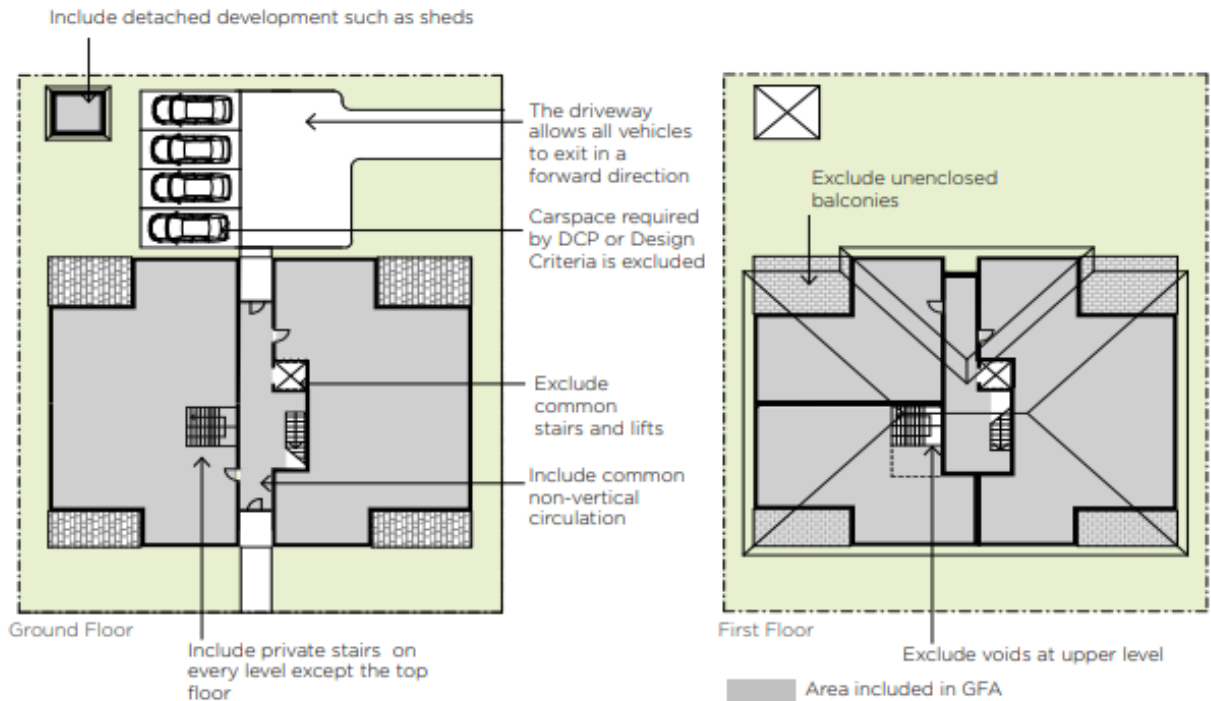 Include detached development such as sheds
The driveway
allows all vehicles
to exit in a
forward direction
Carspace required
by DCP or Design
Criteria is excluded
Exclude
common
stairs and lifts
Include common
non-vertical
circulation
Ground Floor
Include private stairs on
every level except the top
floor
Exclude unenclosed
balconies
First Floor
Exclude voids at upper level
Area included in GFA